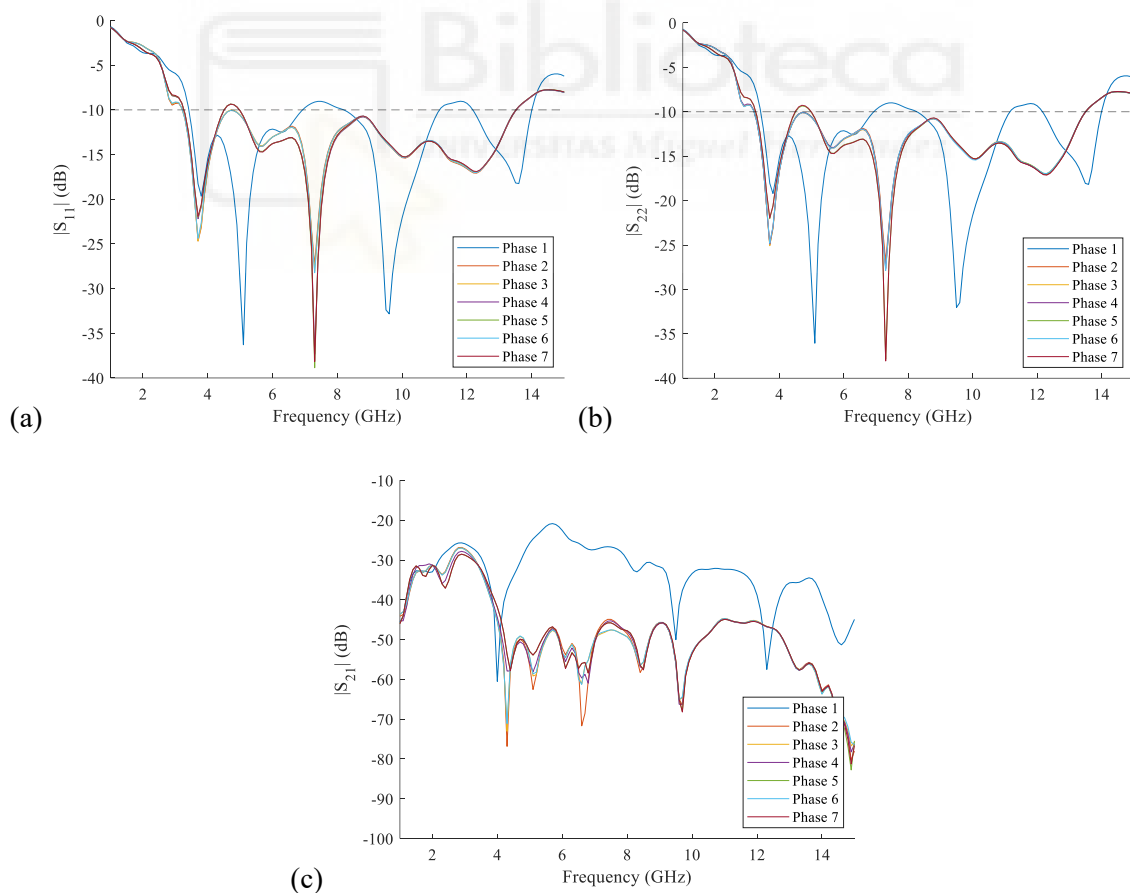 Biblioteca
UNIVERSITAS Miguel Hernández
0
-5
-10
-15
-20
-25
-30
-35
-40
|S11| (dB)
2
4
6
8
10
12
14
Frequency (GHz)
Phase 1
Phase 2
Phase 3
Phase 4
Phase 5
Phase 6
Phase 7
(a)
0
-5
-10
-15
-20
-25
-30
-35
-40
|S22| (dB)
2
4
6
8
10
12
14
Frequency (GHz)
Phase 1
Phase 2
Phase 3
Phase 4
Phase 5
Phase 6
Phase 7
(b)
-10
-20
-30
-40
-50
-60
-70
-80
-90
-100
|S21| (dB)
2
4
6
8
10
12
14
Frequency (GHz)
Phase 1
Phase 2
Phase 3
Phase 4
Phase 5
Phase 6
Phase 7
(c)